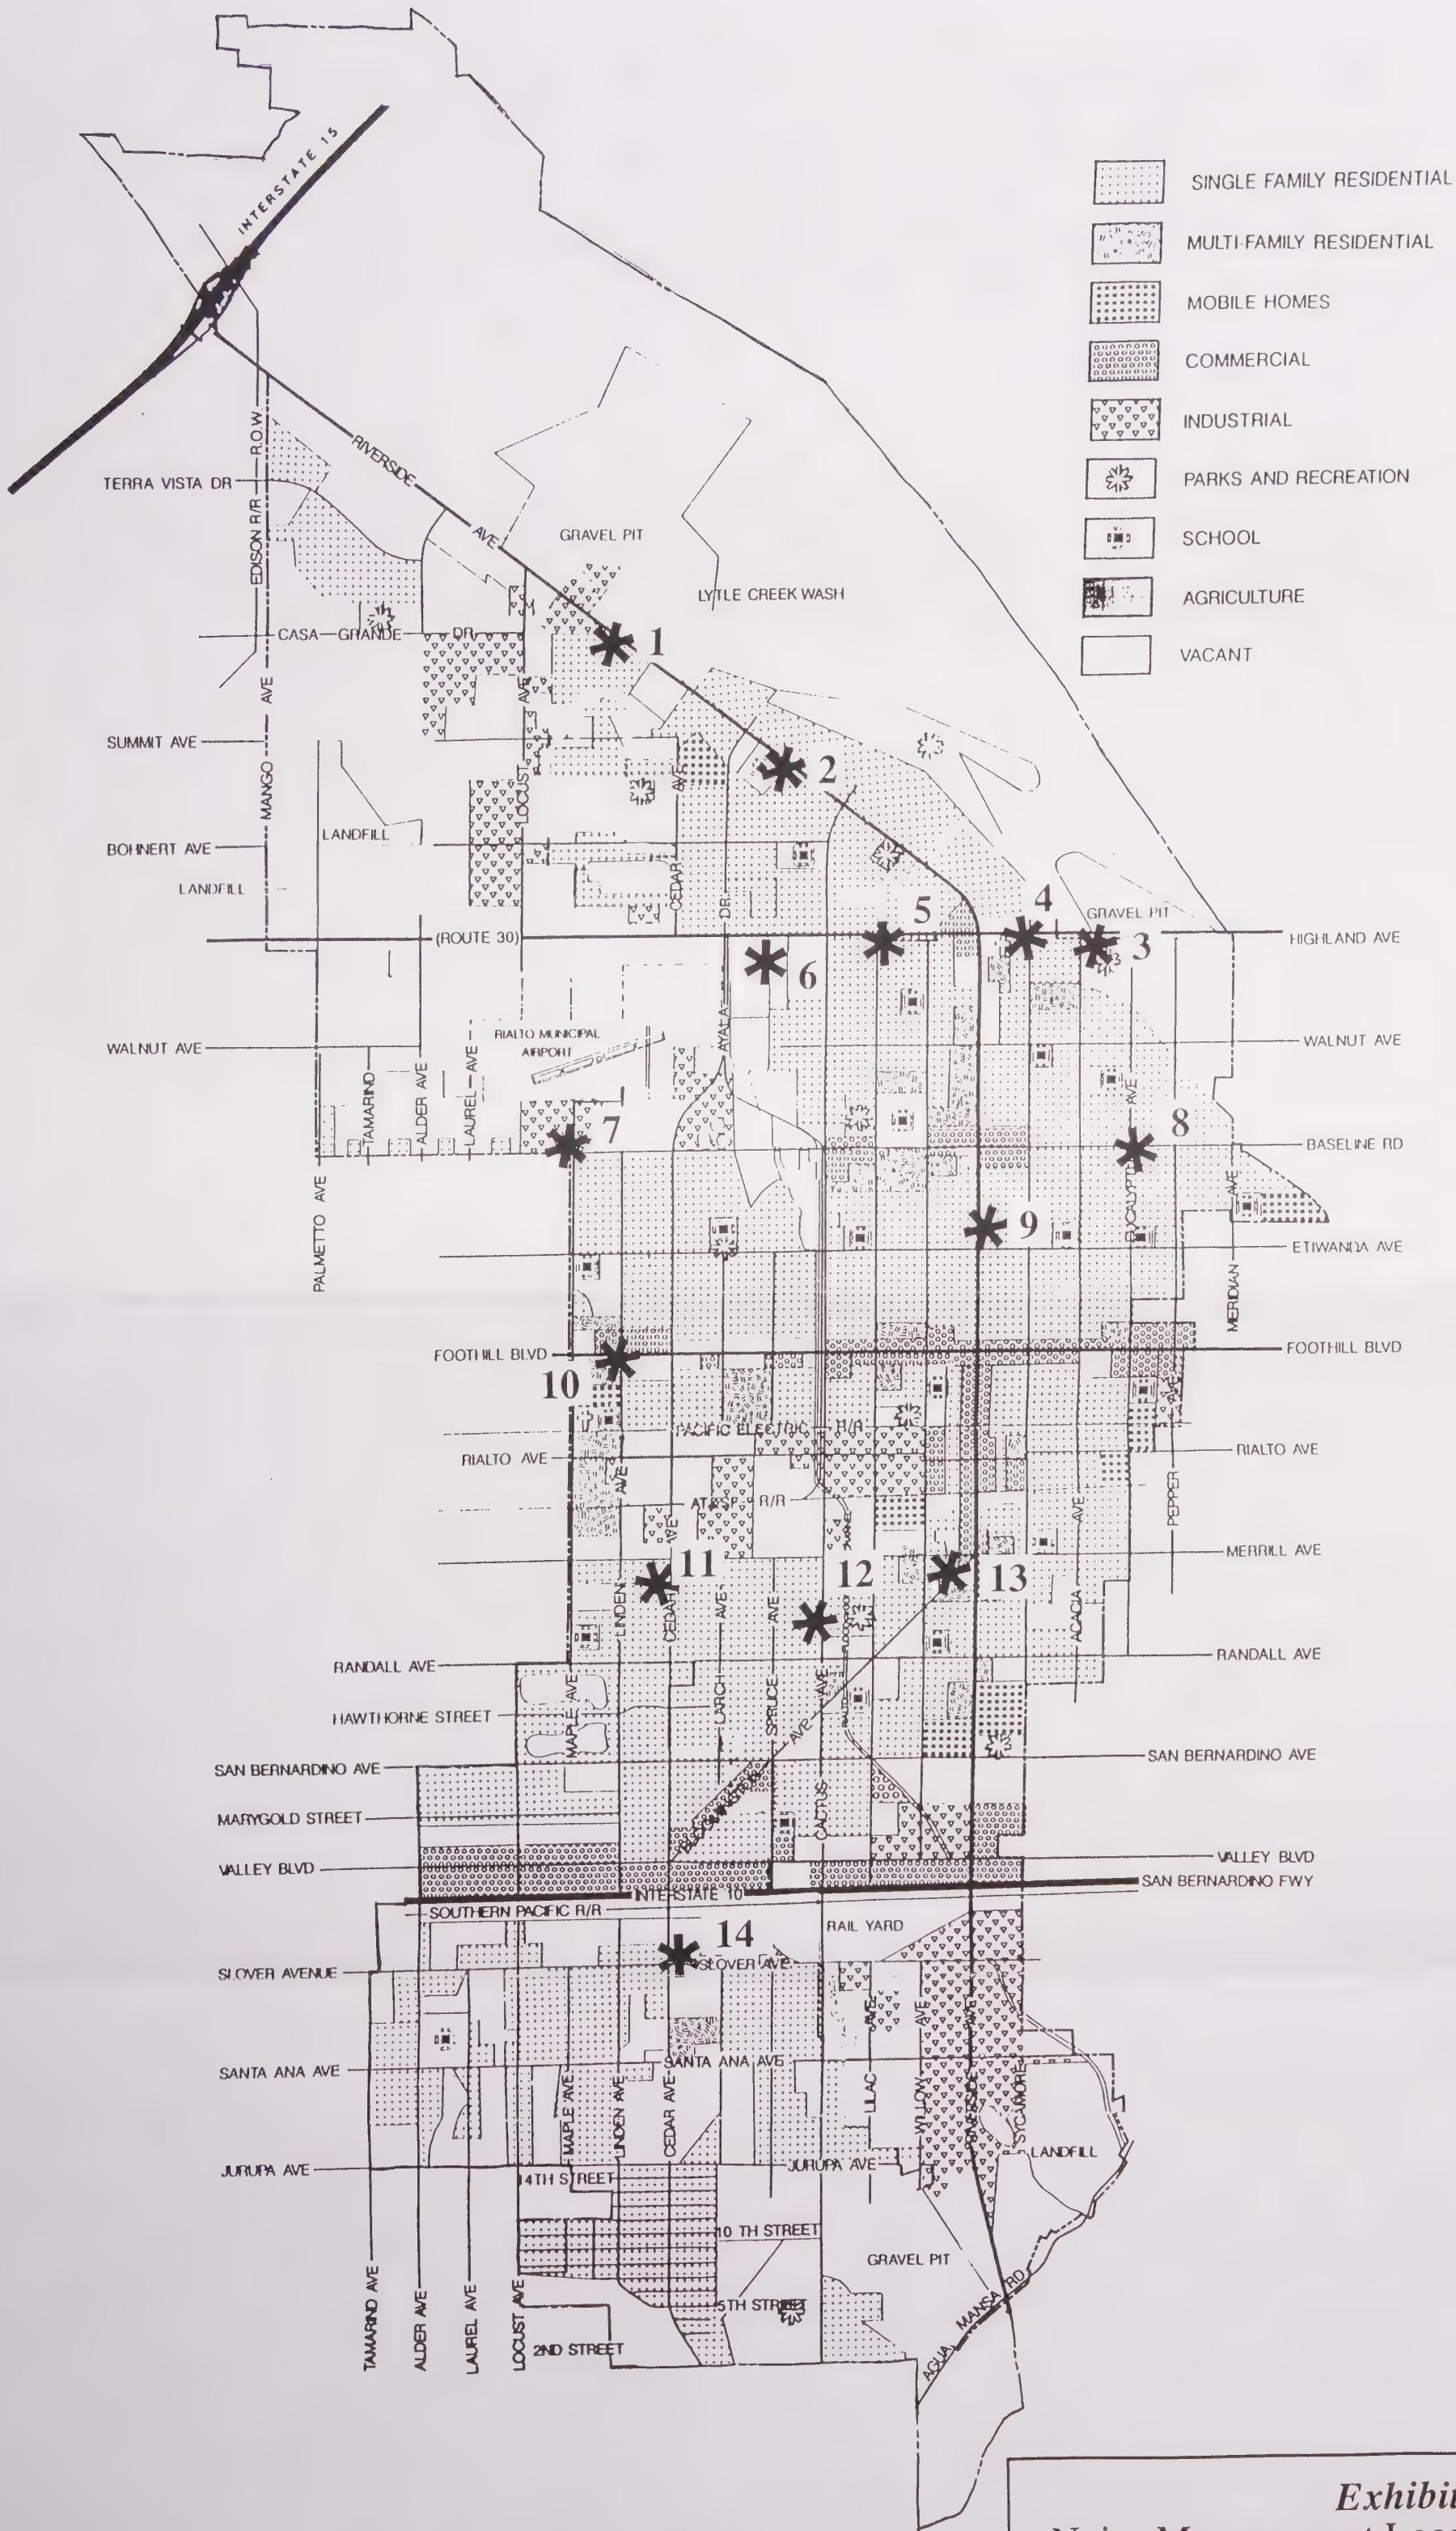 INTERSTATE 15
SINGLE FAMILY RESIDENTIAL
MULTI-FAMILY RESIDENTIAL
MOBILE HOMES
COMMERCIAL
INDUSTRIAL
PARKS AND RECREATION
SCHOOL
AGRICULTURE
VACANT
EDISON R/R R.O.W.
RIVERSIDE AVE
TERRA VISTA DR
GRAVEL PIT
LYTLE CREEK WASH
CASA GRANDE DR
1
MANGO AVE
LOCUST AVE
SUMMIT AVE
2
CEDAR AVE
LANDFILL
BOHNERT AVE
LANDFILL
AYALA DR
5
4
GRAVEL PIT
(ROUTE 30)
HIGHLAND AVE
3
6
RIALTO MUNICIPAL
AIRPORT
WALNUT AVE
WALNUT AVE
TAMARIND
ALDER AVE
LAUREL AVE
7
8
BASELINE RD
PALMETTO AVE
EUCALYPTUS AVE
9
ETIWANDA AVE
MERIDIAN AVE
FOOTHILL BLVD
FOOTHILL BLVD
10
PACIFIC ELECTRIC R/R
RIALTO AVE
RIALTO AVE
LINDEN AVE
AT&SF R/R
PEPPER AVE
ACACIA AVE
MERRILL AVE
11
12
13
CEDAR AVE
LARCH AVE
SPRUCE AVE
RANDALL AVE
RANDALL AVE
HAWTHORNE STREET
MAPLE AVE
CACTUS AVE
RIALTO FLOOD CHANNEL
SAN BERNARDINO AVE
SAN BERNARDINO AVE
MARYGOLD STREET
BLOOMINGTON AVE
VALLEY BLVD
VALLEY BLVD
INTERSTATE 10
SAN BERNARDINO FWY
SOUTHERN PACIFIC R/R
14
RAIL YARD
SLOVER AVENUE
SLOVER AVE
SANTA ANA AVE
SANTA ANA AVE
MAPLE AVE
LINDEN AVE
CEDAR AVE
LILAC AVE
WILLOW AVE
RIVERSIDE AVE
SYCAMORE
LANDFILL
JURUPA AVE
JURUPA AVE
14TH STREET
10 TH STREET
GRAVEL PIT
5TH STREET
2ND STREET
TAMARIND AVE
ALDER AVE
LAUREL AVE
LOCUST AVE
AGUA MANSA RD